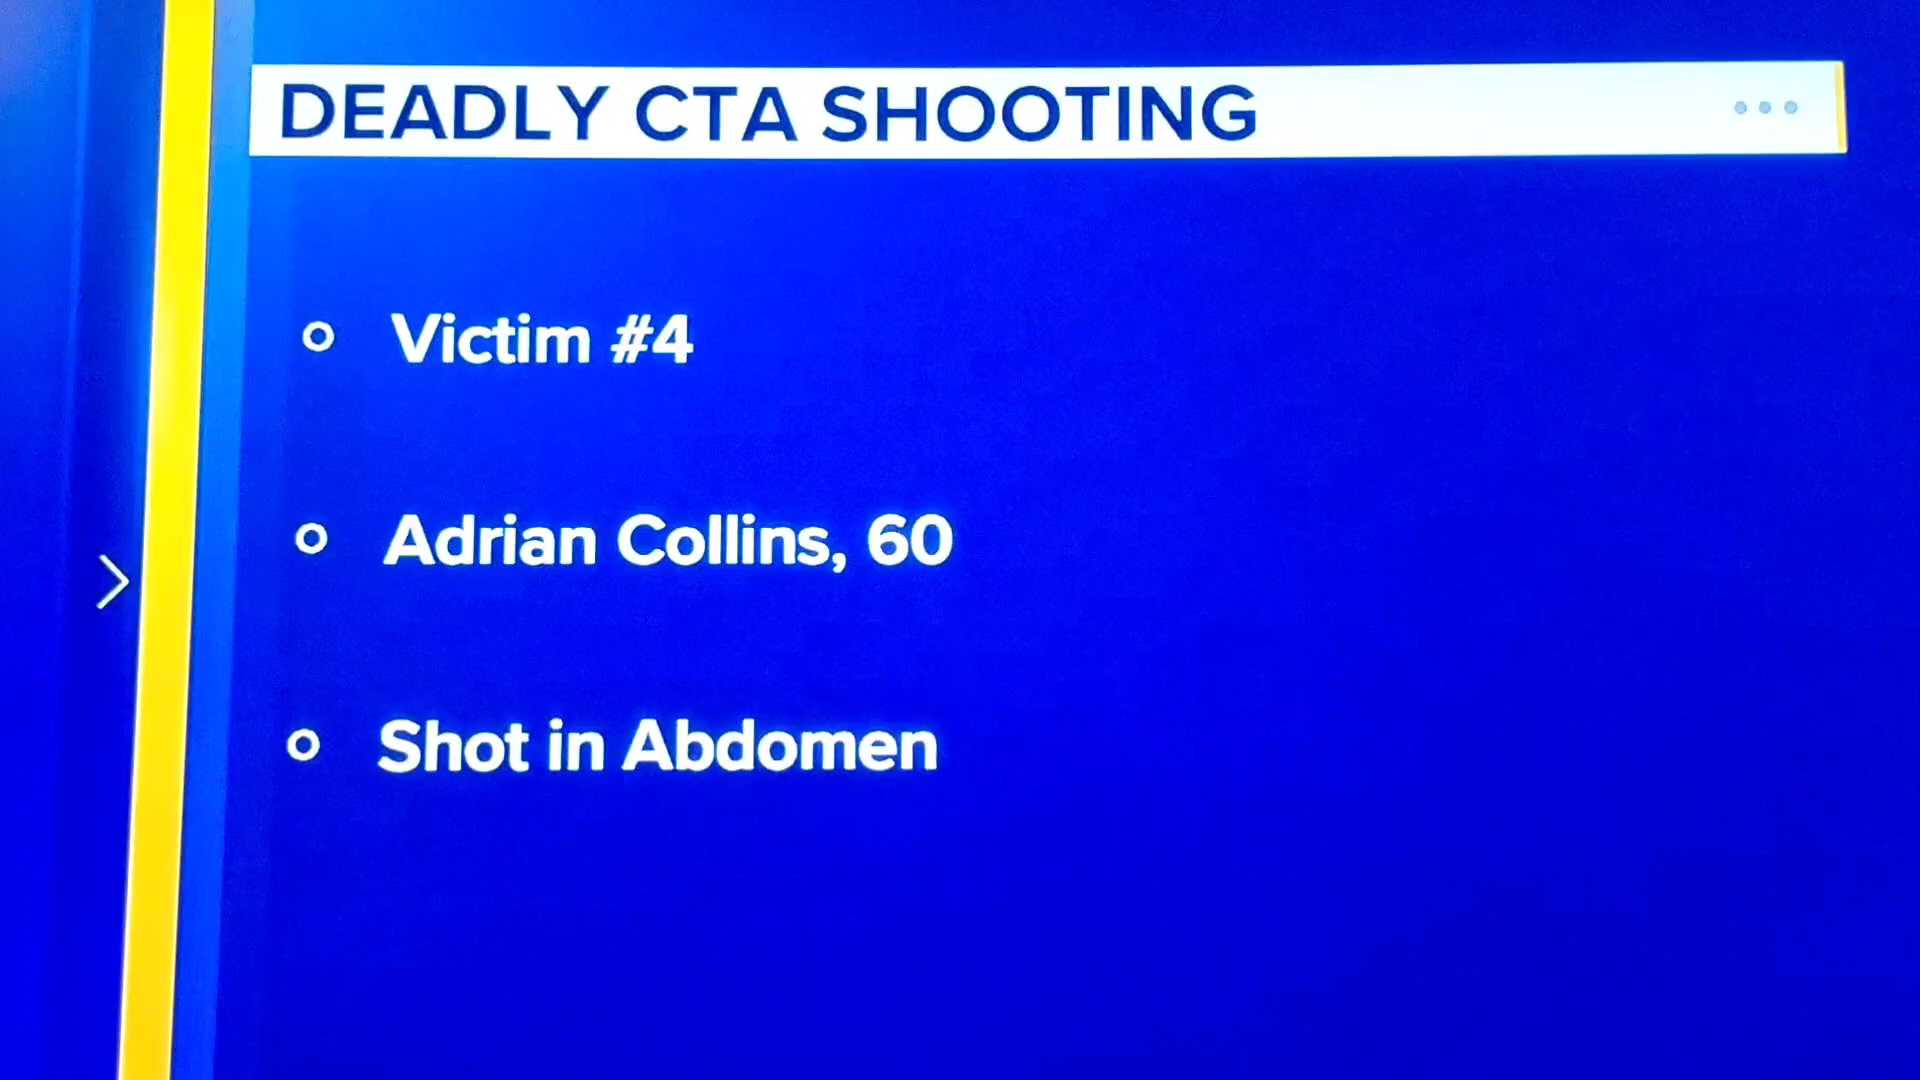 DEADLY CTA SHOOTING
Victim #4
Adrian Collins, 60
Shot in Abdomen